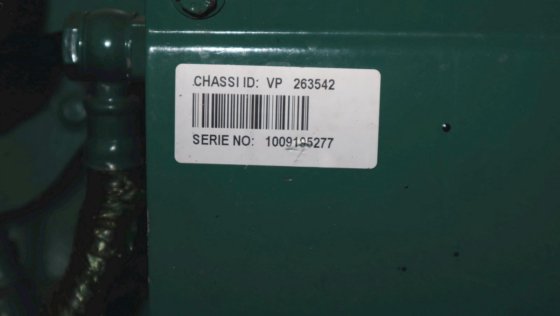 CHASSI ID: VP 263542
SERIE NO: 1009195277